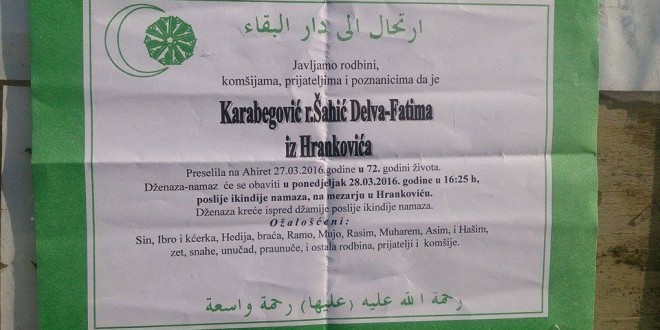 ارتحال الى دار البقاء
Javljamo rodbini,
komšijama, prijateljima i poznanicima da je
Karabegović r.Šahić Delva-Fatima
iz Hrankovića
Preselila na Ahiret 27.03.2016.godine u 72. godini života.
Dženaza-namaz će se obaviti u ponedjeljak 28.03.2016. godine u 16:25 h,
poslije ikindije namaza, na mezarju u Hrankoviću.
Dženaza kreće ispred džamije poslije ikindije namaza.
Ožalošćeni:
Sin, Ibro i kćerka, Hedija, braća, Ramo, Mujo, Rasim, Muharem, Asim, i Hašim,
zet, snahe, unučad, praunuče, i ostala rodbina, prijatelji i komšije.
رحمة الله عليه (عليها) رحمة واسعة